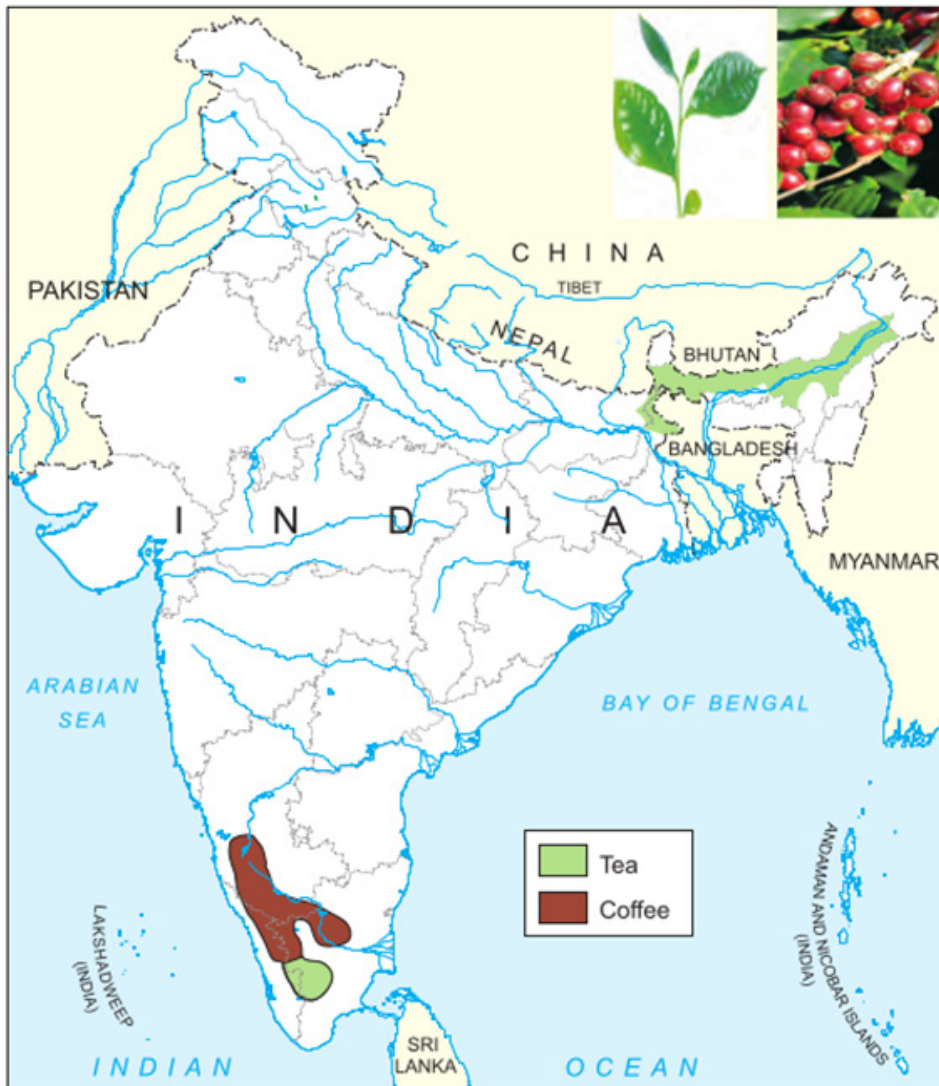 CHINA
TIBET
PAKISTAN
NEPAL
BHUTAN
BANGLADESH
INDIA
MYANMAR
ARABIAN
SEA
BAY OF BENGAL
Tea
Coffee
LAKSHADWEEP
(INDIA)
ANDAMAN AND NICOBAR ISLANDS
(INDIA)
SRI
LANKA
INDIAN OCEAN